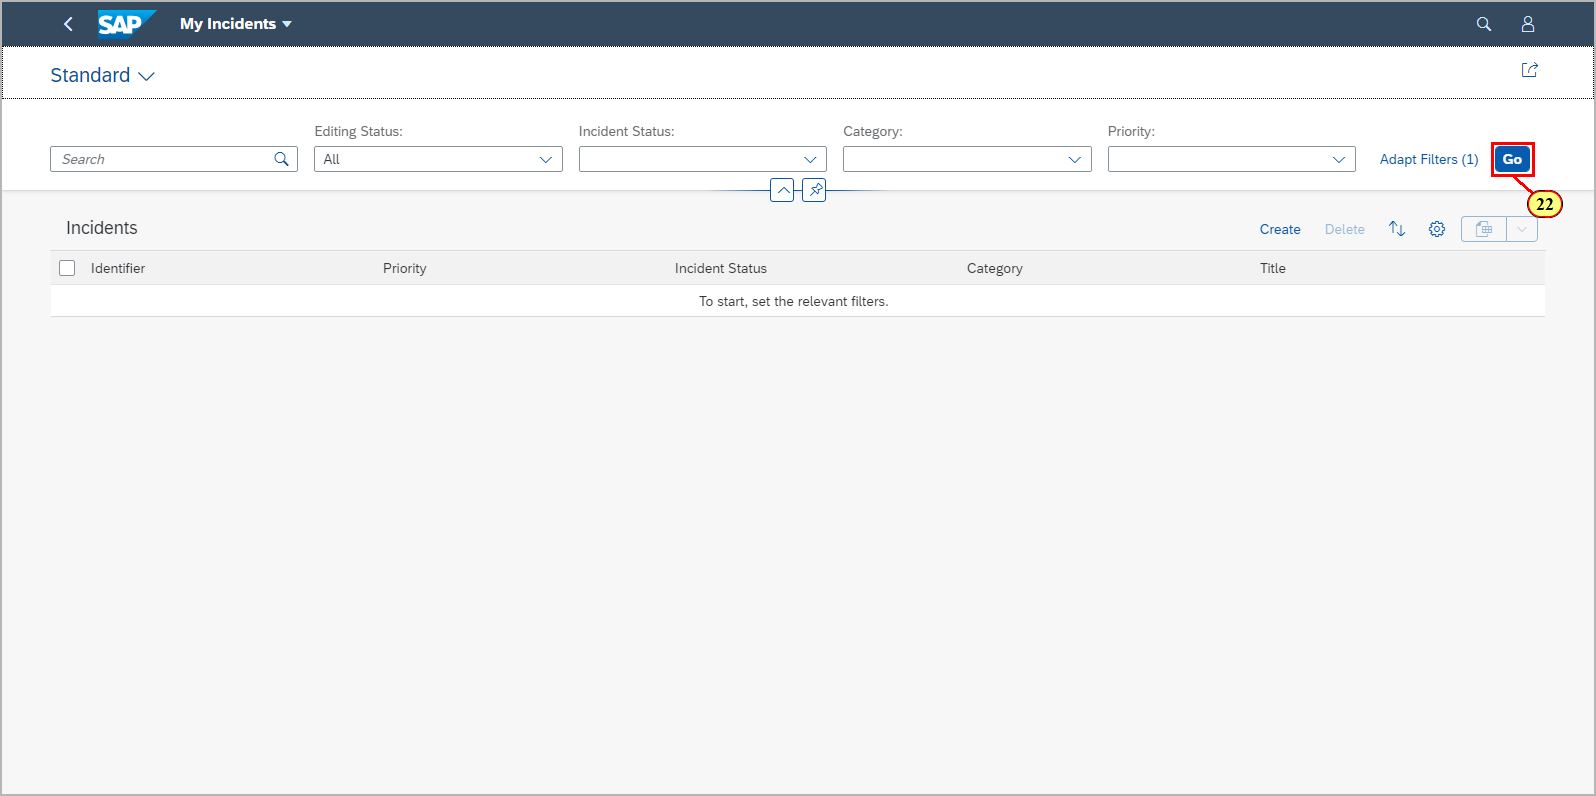 SAP My Incidents
Standard
Editing Status: Incident Status: Category: Priority:
Search All Adapt Filters (1) Go
22
Incidents Create Delete
Identifier Priority Incident Status Category Title
To start, set the relevant filters.